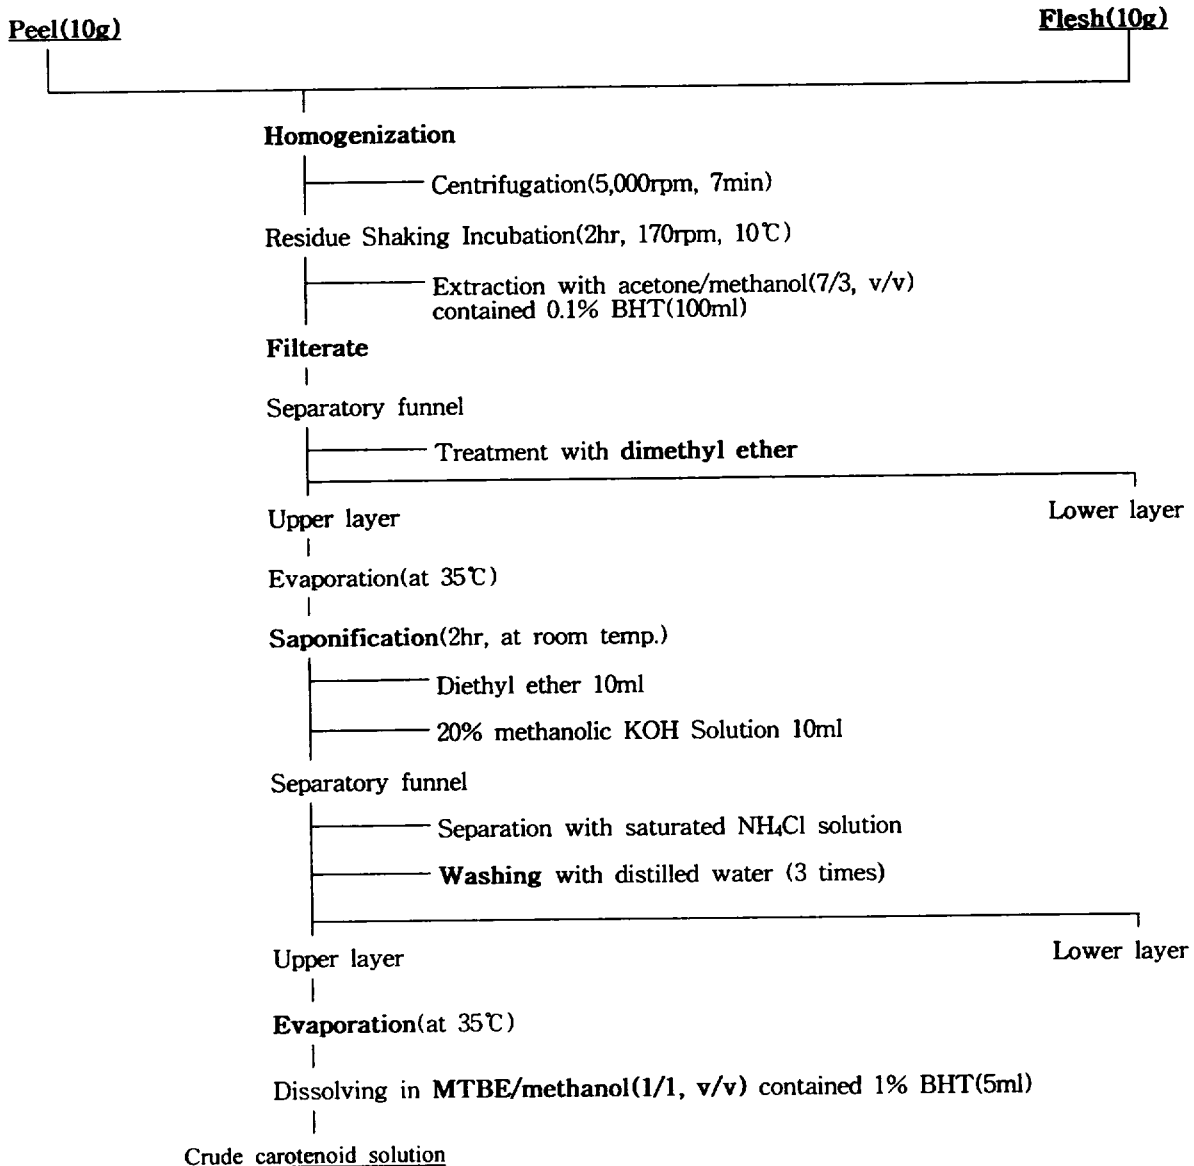 Peel(10g)
Flesh(10g)
Homogenization
Centrifugation(5,000rpm, 7min)
Residue Shaking Incubation(2hr, 170rpm, 10℃)
Extraction with acetone/methanol(7/3, v/v)
contained 0.1% BHT(100ml)
Filterate
Separatory funnel
Treatment with dimethyl ether
Upper layer
Lower layer
Evaporation(at 35℃)
Saponification(2hr, at room temp.)
Diethyl ether 10ml
20% methanolic KOH Solution 10ml
Separatory funnel
Separation with saturated NH₄Cl solution
Washing with distilled water (3 times)
Upper layer
Lower layer
Evaporation(at 35℃)
Dissolving in MTBE/methanol(1/1, v/v) contained 1% BHT(5ml)
Crude carotenoid solution